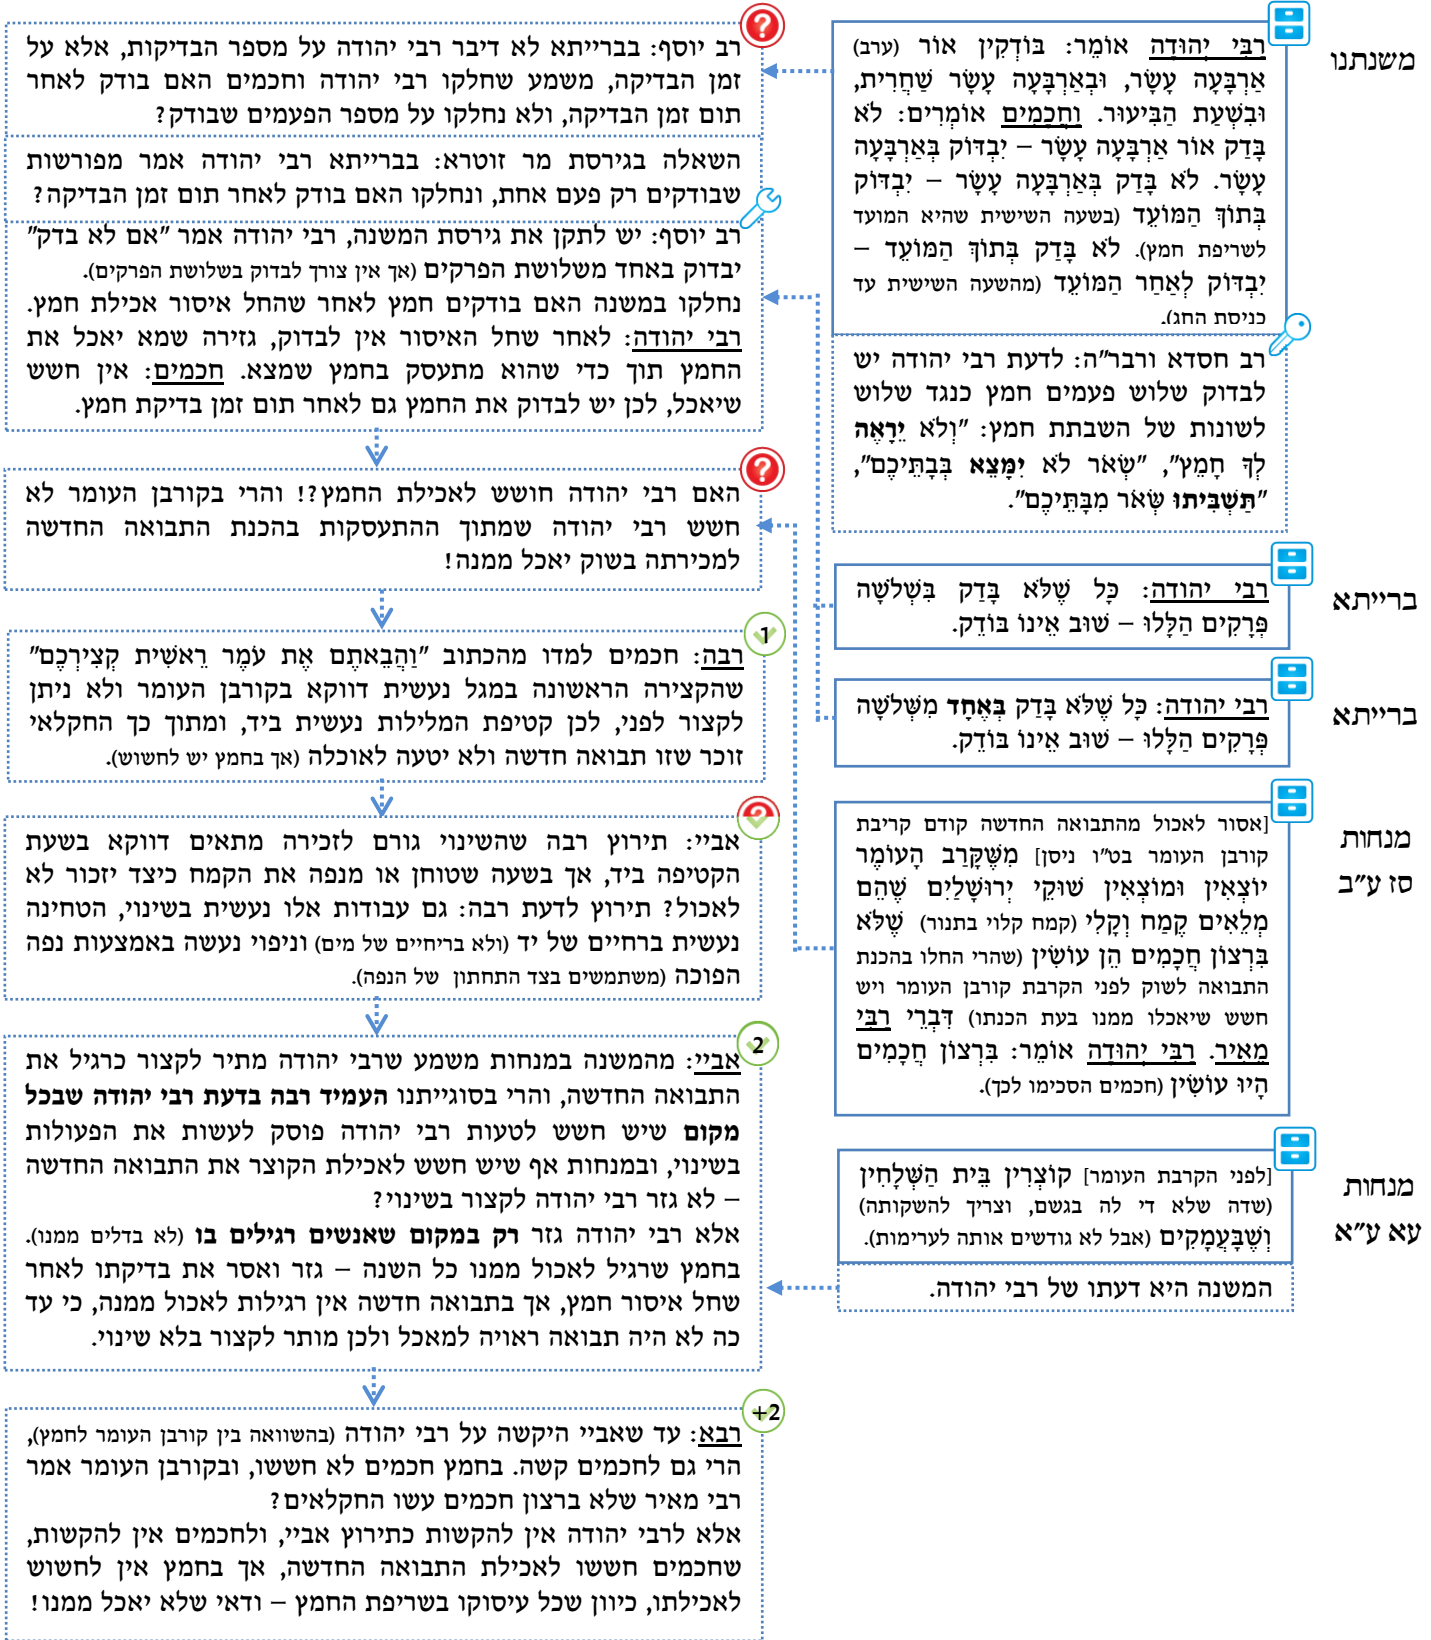 משנתנו
רַבִּי יְהוּדָה אוֹמֵר: בּוֹדְקִין אוֹר (ערב)
אַרְבָּעָה עָשָׂר, וּבְאַרְבָּעָה עָשָׂר שַׁחֲרִית,
וּבִשְׁעַת הַבִּיעוּר. וַחֲכָמִים אוֹמְרִים: לֹא
בָּדַק אוֹר אַרְבָּעָה עָשָׂר – יִבְדּוֹק בְּאַרְבָּעָה
עָשָׂר. לֹא בָּדַק בְּאַרְבָּעָה עָשָׂר – יִבְדּוֹק
בְּתוֹךְ הַמּוֹעֵד (בשעה השישית שהיא המועד
לשריפת חמץ). לֹא בָּדַק בְּתוֹךְ הַמּוֹעֵד –
יִבְדּוֹק לְאַחַר הַמּוֹעֵד (מהשעה השישית עד
כניסת החג).
רב חסדא ורבר"ה: לדעת רבי יהודה יש
לבדוק שלוש פעמים חמץ כנגד שלוש
לשונות של השבתת חמץ: "וְלֹא יֵרָאֶה
לְךָ חָמֵץ", "שְׂאֹר לֹא יִמָּצֵא בְּבָתֵּיכֶם",
"תַּשְׁבִּיתוּ שְּׂאֹר מִבָּתֵּיכֶם".
ברייתא
רבי יהודה: כָּל שֶׁלֹּא בָּדַק בִּשְׁלֹשָׁה
פְּרָקִים הַלָּלוּ – שׁוּב אֵינוֹ בּוֹדֵק.
ברייתא
רבי יהודה: כָּל שֶׁלֹּא בָּדַק בְּאֶחָד מִשְּׁלֹשָׁה
פְּרָקִים הַלָּלוּ – שׁוּב אֵינוֹ בּוֹדֵק.
מנחות
סז ע"ב
[אסור לאכול מהתבואה החדשה קודם קריבת
קורבן העומר בט"ו ניסן] מִשֶּׁקָּרַב הָעוֹמֶר
יוֹצְאִין וּמוֹצְאִין שׁוּקֵי יְרוּשָׁלַיִם שֶׁהֵם
מְלֵאִים קֶמַח וְקָלִי (קמח קלוי בתנור) שֶׁלֹּא
בִּרְצוֹן חֲכָמִים הֵן עוֹשִׂין (שהרי החלו בהכנת
התבואה לשוק לפני הקרבת קורבן העומר ויש
חשש שיאכלו ממנו בעת הכנתו) דִּבְרֵי רַבִּי
מֵאִיר. רַבִּי יְהוּדָה אוֹמֵר: בִּרְצוֹן חֲכָמִים
הָיוּ עוֹשִׂין (חכמים הסכימו לכך).
מנחות
עא ע"א
[לפני הקרבת העומר] קוֹצְרִין בֵּית הַשְּׁלָחִין
(שדה שלא די לה בגשם, וצריך להשקותה)
וְשֶׁבָּעֲמָקִים (אבל לא גודשים אותה לערימות).
המשנה היא דעתו של רבי יהודה.
רב יוסף: בברייתא לא דיבר רבי יהודה על מספר הבדיקות, אלא על
זמן הבדיקה, משמע שחלקו רבי יהודה וחכמים האם בודק לאחר
תום זמן הבדיקה, ולא נחלקו על מספר הפעמים שבודק?
השאלה בגירסת מר זוטרא: בברייתא רבי יהודה אמר מפורשות
שבודקים רק פעם אחת, ונחלקו האם בודק לאחר תום זמן הבדיקה?
רב יוסף: יש לתקן את גירסת המשנה, רבי יהודה אמר "אם לא בדק"
יבדוק באחד משלושת הפרקים (אך אין צורך לבדוק בשלושת הפרקים).
נחלקו במשנה האם בודקים חמץ לאחר שהחל איסור אכילת חמץ.
רבי יהודה: לאחר שחל האיסור אין לבדוק, גזירה שמא יאכל את
החמץ תוך כדי שהוא מתעסק בחמץ שמצא. חכמים: אין חשש
שיאכל, לכן יש לבדוק את החמץ גם לאחר תום זמן בדיקת חמץ.
האם רבי יהודה חושש לאכילת החמץ?! והרי בקורבן העומר לא
חשש רבי יהודה שמתוך ההתעסקות בהכנת התבואה החדשה
למכירתה בשוק יאכל ממנה!
1
רבה: חכמים למדו מהכתוב "וַהֲבֵאתֶם אֶת עֹמֶר רֵאשִׁית קְצִירְכֶם"
שהקצירה הראשונה במגל נעשית דווקא בקורבן העומר ולא ניתן
לקצור לפני, לכן קטיפת המלילות נעשית ביד, ומתוך כך החקלאי
זוכר שזו תבואה חדשה ולא יטעה לאוכלה (אך בחמץ יש לחשוש).
אביי: תירוץ רבה שהשינוי גורם לזכירה מתאים דווקא בשעת
הקטיפה ביד, אך בשעה שטוחן או מנפה את הקמח כיצד יזכור לא
לאכול? תירוץ לדעת רבה: גם עבודות אלו נעשית בשינוי, הטחינה
נעשית ברחיים של יד (ולא בריחיים של מים) וניפוי נעשה באמצעות נפה
הפוכה (משתמשים בצד התחתון של הנפה).
2
אביי: מהמשנה במנחות משמע שרבי יהודה מתיר לקצור כרגיל את
התבואה החדשה, והרי בסוגייתנו העמיד רבה בדעת רבי יהודה שבכל
מקום שיש חשש לטעות רבי יהודה פוסק לעשות את הפעולות
בשינוי, ובמנחות אף שיש חשש לאכילת הקוצר את התבואה החדשה
– לא גזר רבי יהודה לקצור בשינוי?
אלא רבי יהודה גזר רק במקום שאנשים רגילים בו (לא בדלים ממנו).
בחמץ שרגיל לאכול ממנו כל השנה – גזר ואסר את בדיקתו לאחר
שחל איסור חמץ, אך בתבואה חדשה אין רגילות לאכול ממנה, כי עד
כה לא היה תבואה ראויה למאכל ולכן מותר לקצור בלא שינוי.
2+
רבא: עד שאביי היקשה על רבי יהודה (בהשוואה בין קורבן העומר לחמץ),
הרי גם לחכמים קשה. בחמץ חכמים לא חששו, ובקורבן העומר אמר
רבי מאיר שלא ברצון חכמים עשו החקלאים?
אלא לרבי יהודה אין להקשות כתירוץ אביי, ולחכמים אין להקשות,
שחכמים חששו לאכילת התבואה החדשה, אך בחמץ אין לחשוש
לאכילתו, כיוון שכל עיסוקו בשריפת החמץ – ודאי שלא יאכל ממנו!